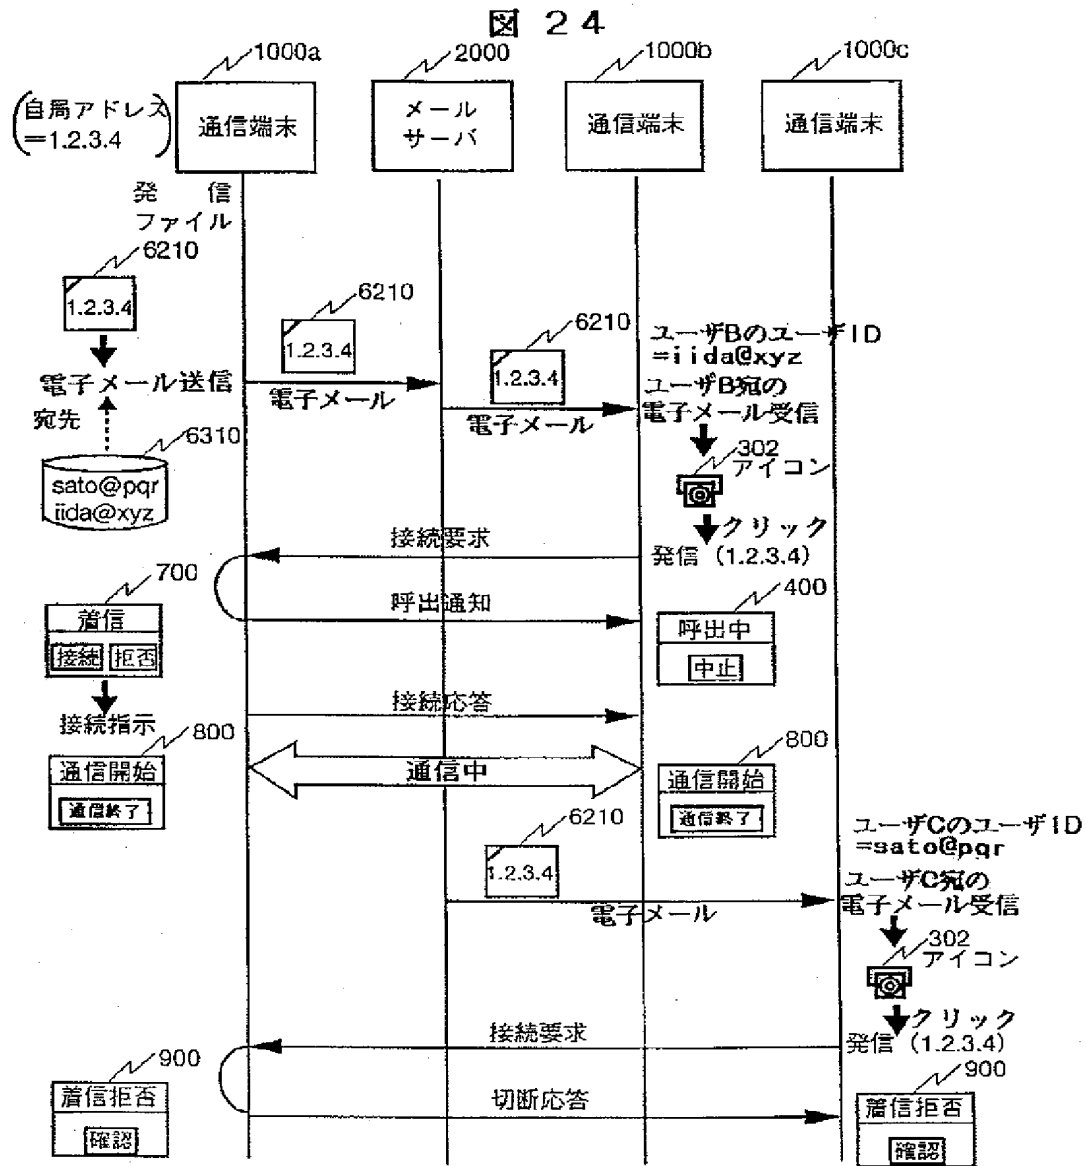 図 24
1000a
2000
1000b
1000c
自局アドレス
=1.2.3.4
通信端末
メール
サーバ
通信端末
通信端末
発 信
ファイル
6210
1.2.3.4
6210
1.2.3.4
6210
1.2.3.4
電子メール送信
電子メール
電子メール
ユーザBのユーザID
=iida@xyz
ユーザB宛の
電子メール受信
宛先
6310
sato@pqr
iida@xyz
302
アイコン
クリック
発信 (1.2.3.4)
接続要求
700
着信
接続 拒否
呼出通知
400
呼出中
中止
接続指示
接続応答
800
通信開始
通信終了
通信中
800
通信開始
通信終了
6210
1.2.3.4
電子メール
ユーザCのユーザID
=sato@pqr
ユーザC宛の
電子メール受信
302
アイコン
クリック
発信 (1.2.3.4)
接続要求
900
着信拒否
確認
切断応答
900
着信拒否
確認